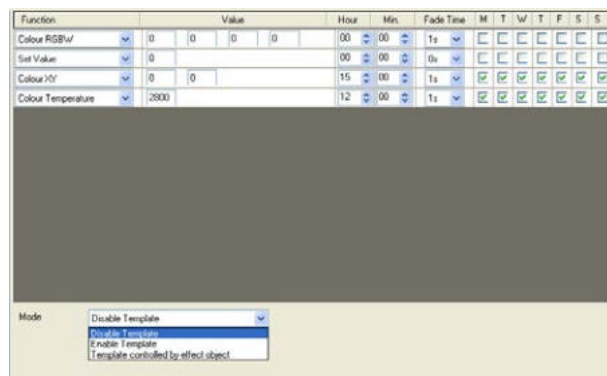 Function Value Hour Min. Fade Time M T W T F S S
Colour RGBW 0 0 0 0 00 00 1s
Set Value 0 00 00 0s
Colour XY 0 0 15 00 1s
Colour Temperature 2800 12 00 1s
Mode Disable Template
Disable Template
Enable Template
Template controlled by effect object